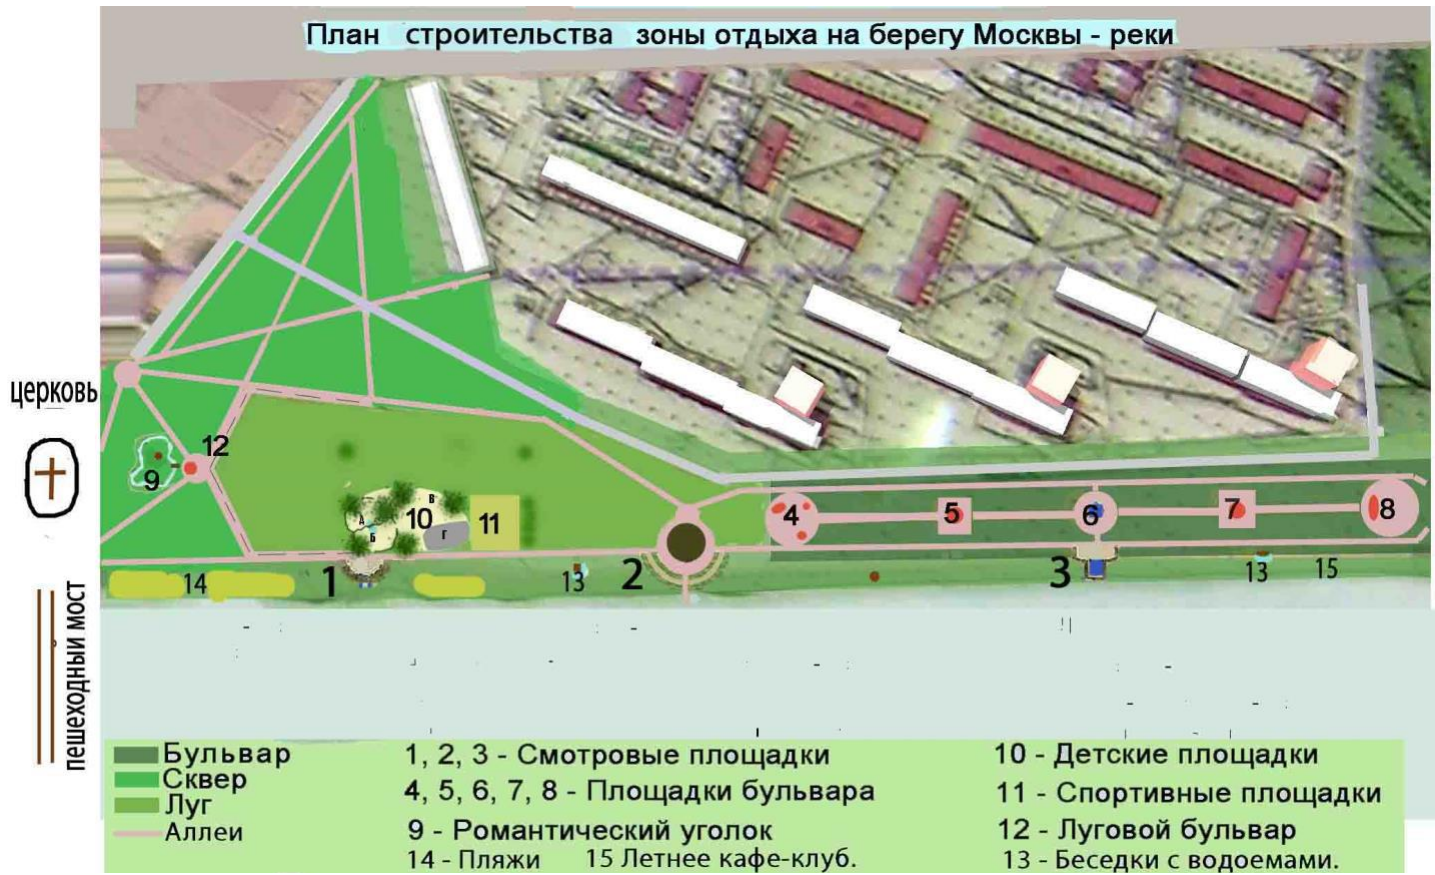 План строительства зоны отдыха на берегу Москвы - реки
церковь
12
9
В
А
10
Б
Г
11
4
5
6
7
8
14
1
13
2
3
13
15
пешеходный мост
Бульвар
Сквер
Луг
Аллеи
1, 2, 3 - Смотровые площадки
4, 5, 6, 7, 8 - Площадки бульвара
9 - Романтический уголок
14 - Пляжи 15 Летнее кафе-клуб.
10 - Детские площадки
11 - Спортивные площадки
12 - Луговой бульвар
13 - Беседки с водоемами.